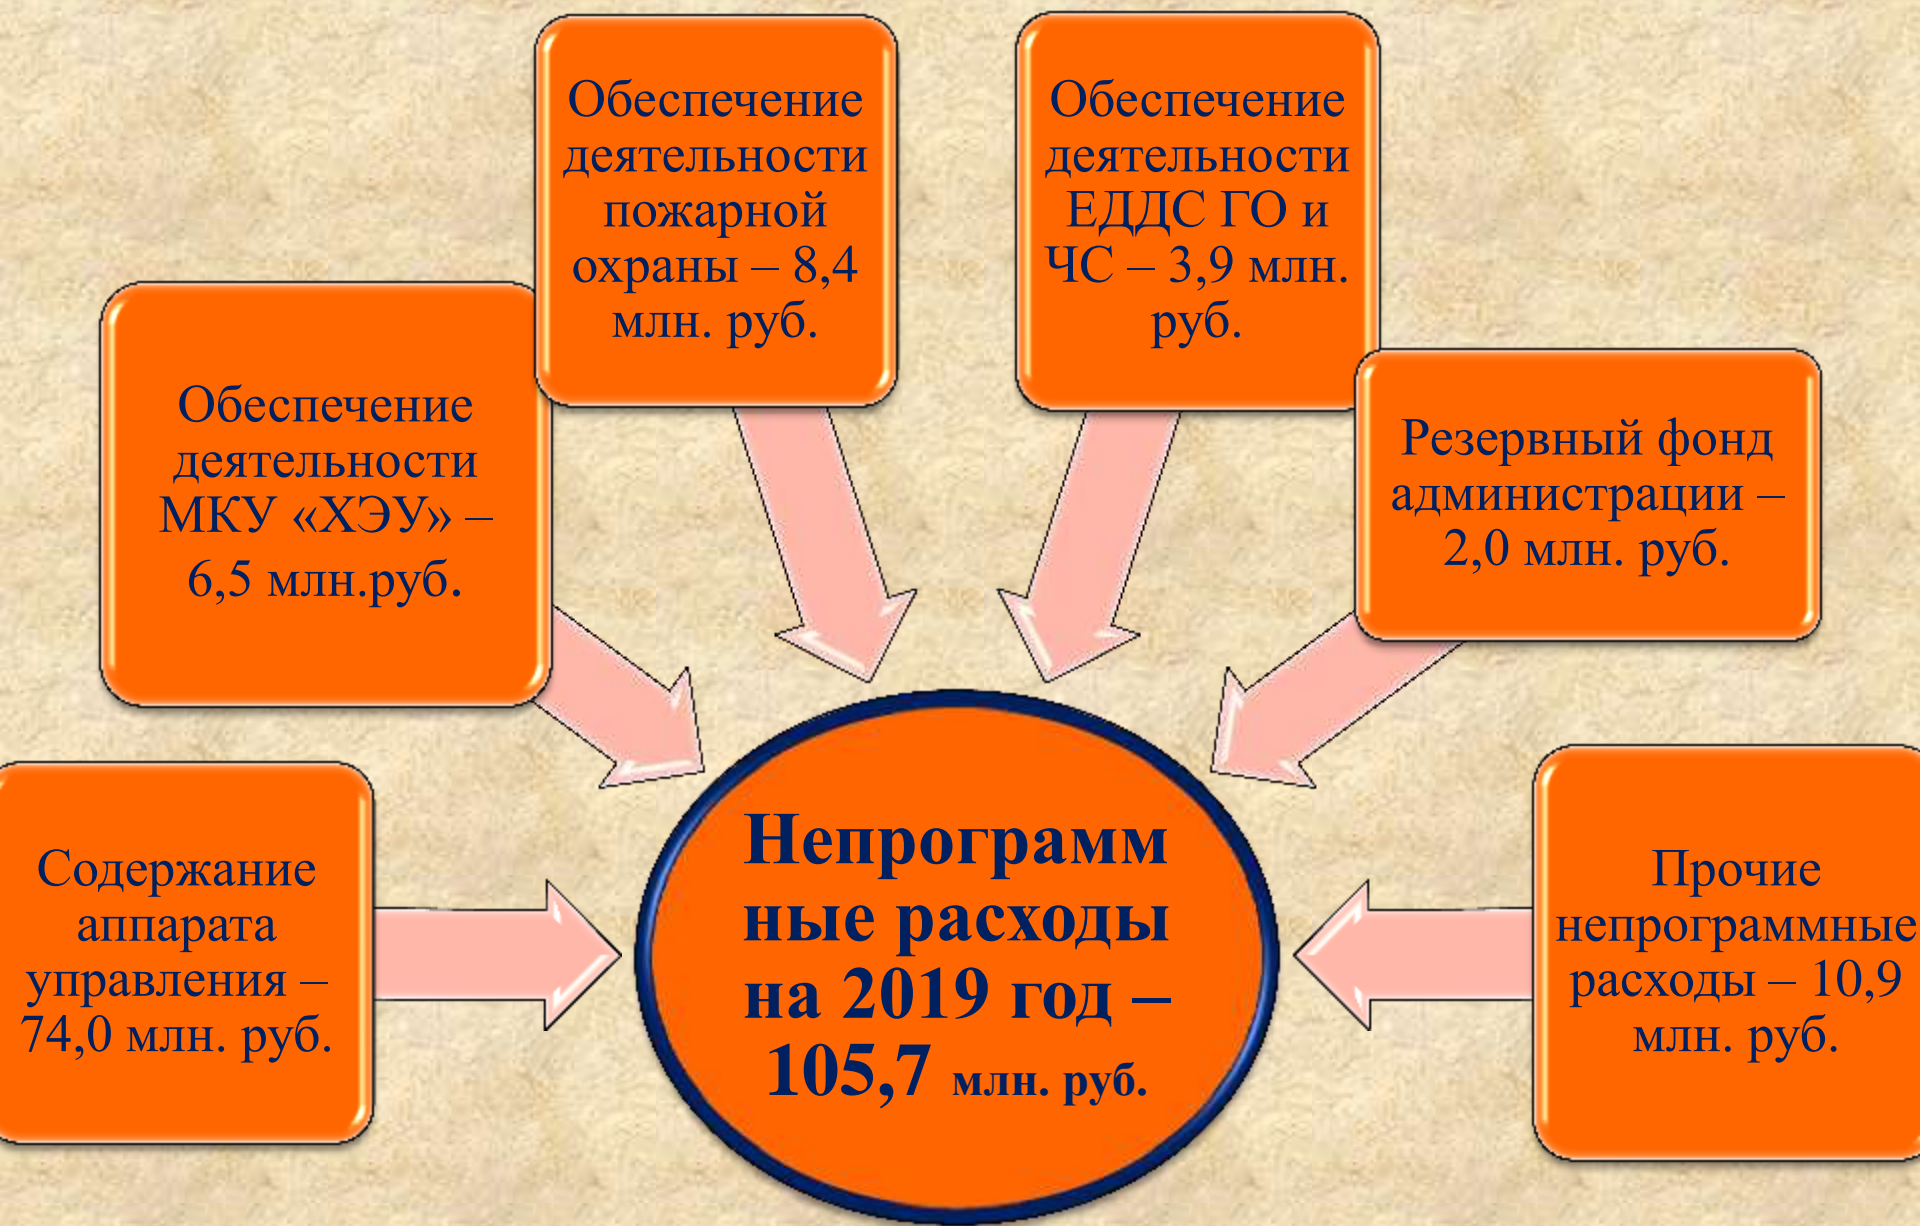 Обеспечение
деятельности
пожарной
охраны – 8,4
млн. руб.
Обеспечение
деятельности
ЕДДС ГО и
ЧС – 3,9 млн.
руб.
Обеспечение
деятельности
МКУ «ХЭУ» –
6,5 млн.руб.
Резервный фонд
администрации –
2,0 млн. руб.
Содержание
аппарата
управления –
74,0 млн. руб.
Непрограмм
ные расходы
на 2019 год –
105,7 млн. руб.
Прочие
непрограммные
расходы – 10,9
млн. руб.